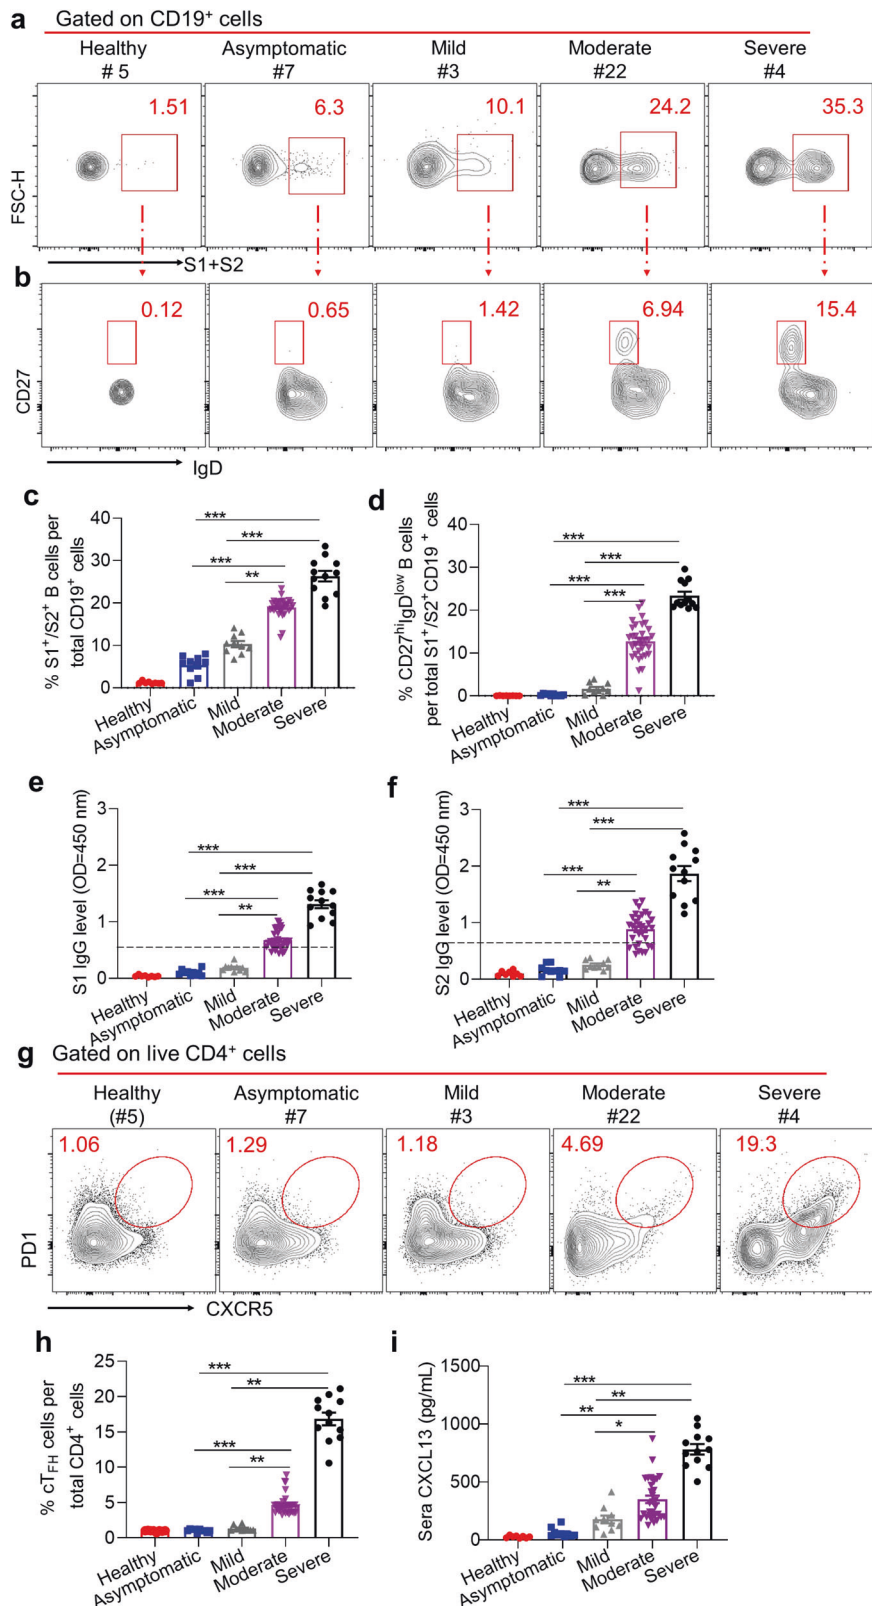 a Gated on CD19+ cells
Healthy Asymptomatic Mild Moderate Severe
# 5 #7 #3 #22 #4
1.51 6.3 10.1 24.2 35.3
FSC-H
S1+S2
b
0.12 0.65 1.42 6.94 15.4
CD27
IgD
c
% S1+/S2+ B cells per
total CD19+ cells
40
30
20
10
0
***
***
***
**
Healthy
Asymptomatic
Mild
Moderate
Severe
d
% CD27hiIgDlow B cells
per total S1+/S2+CD19 + cells
40
30
20
10
0
***
***
***
***
Healthy
Asymptomatic
Mild
Moderate
Severe
e
S1 IgG level (OD=450 nm)
3
2
1
0
***
***
***
**
Healthy
Asymptomatic
Mild
Moderate
Severe
f
S2 IgG level (OD=450 nm)
3
2
1
0
***
***
***
**
Healthy
Asymptomatic
Mild
Moderate
Severe
g Gated on live CD4+ cells
Healthy Asymptomatic Mild Moderate Severe
(#5) #7 #3 #22 #4
1.06 1.29 1.18 4.69 19.3
PD1
CXCR5
h
% cTFH cells per
total CD4+ cells
25
20
15
10
5
0
***
**
***
**
Healthy
Asymptomatic
Mild
Moderate
Severe
i
Sera CXCL13 (pg/mL)
1500
1000
500
0
***
**
**
*
Healthy
Asymptomatic
Mild
Moderate
Severe